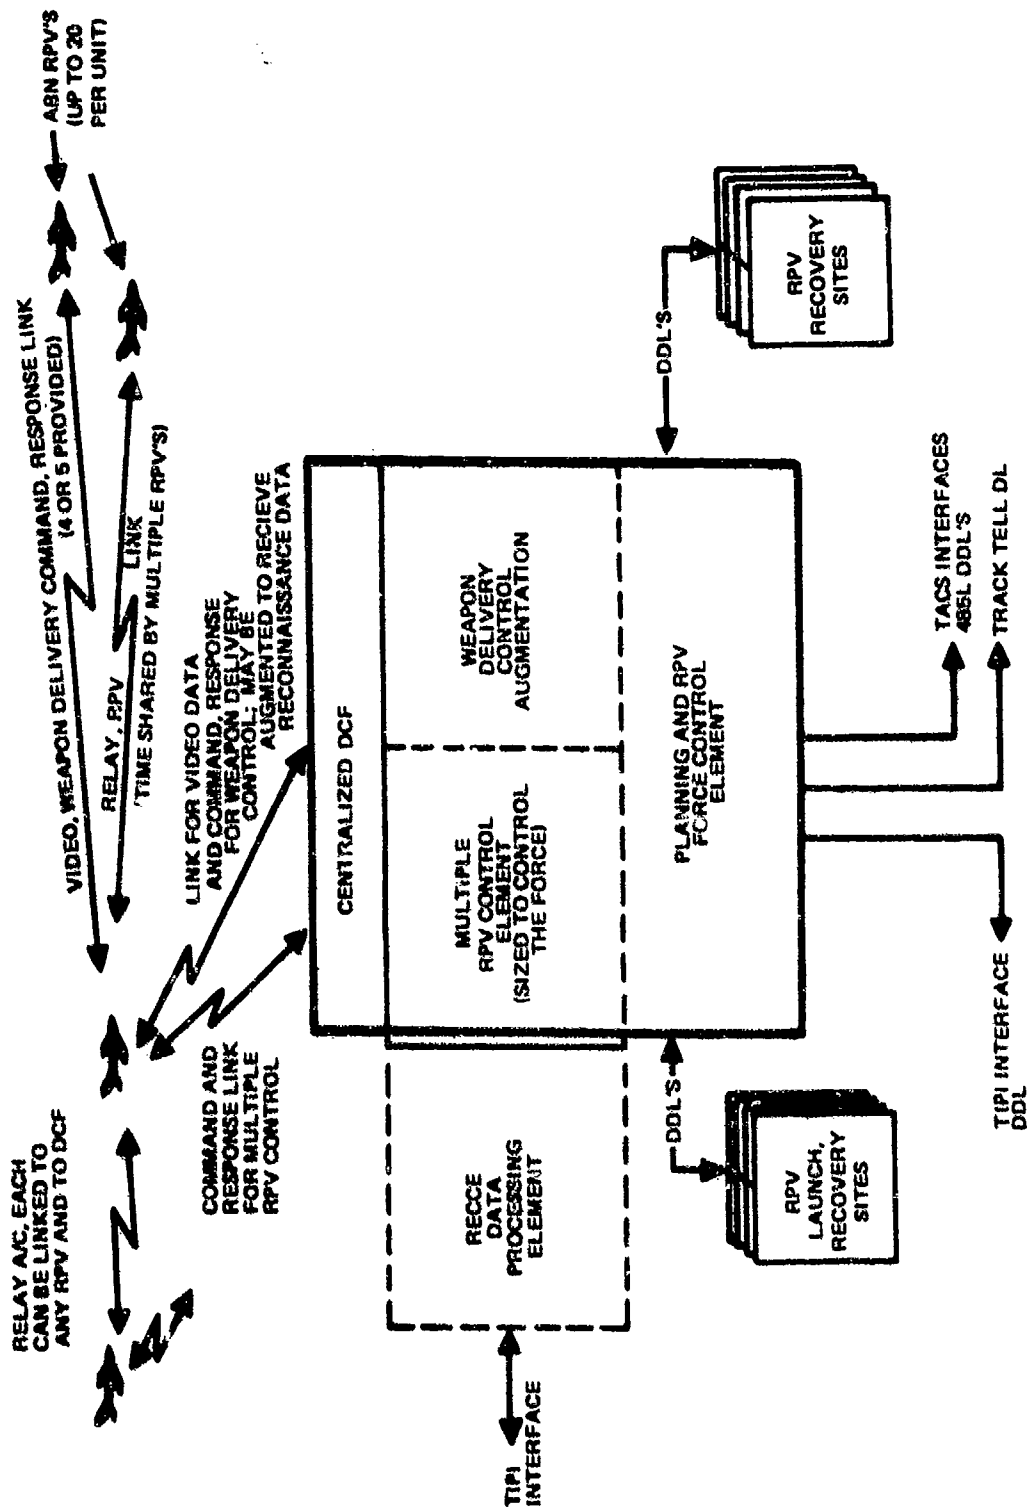 RELAY A/C, EACH
CAN BE LINKED TO
ANY RPV AND TO DCF
VIDEO, WEAPON DELIVERY COMMAND, RESPONSE LINK
(4 OR 5 PROVIDED)
ABN RPV'S
(UP TO 20
PER UNIT)
RELAY, RPV LINK
TIME SHARED BY MULTIPLE RPV'S)
COMMAND AND
RESPONSE LINK
FOR MULTIPLE
RPV CONTROL
LINK FOR VIDEO DATA
AND COMMAND, RESPONSE
FOR WEAPON DELIVERY
CONTROL; MAY BE
AUGMENTED TO RECIEVE
RECONNAISSANCE DATA
CENTRALIZED DCF
TIPI
INTERFACE
RECCE
DATA
PROCESSING
ELEMENT
MULTIPLE
RPV CONTROL
ELEMENT
(SIZED TO CONTROL
THE FORCE)
WEAPON
DELIVERY
CONTROL
AUGMENTATION
PLANNING AND RPV
FORCE CONTROL
ELEMENT
DDL'S
RPV
LAUNCH,
RECOVERY
SITES
DDL'S
RPV
RECOVERY
SITES
TIPI INTERFACE
DDL
TACS INTERFACES
485L DDL'S
TRACK TELL DL